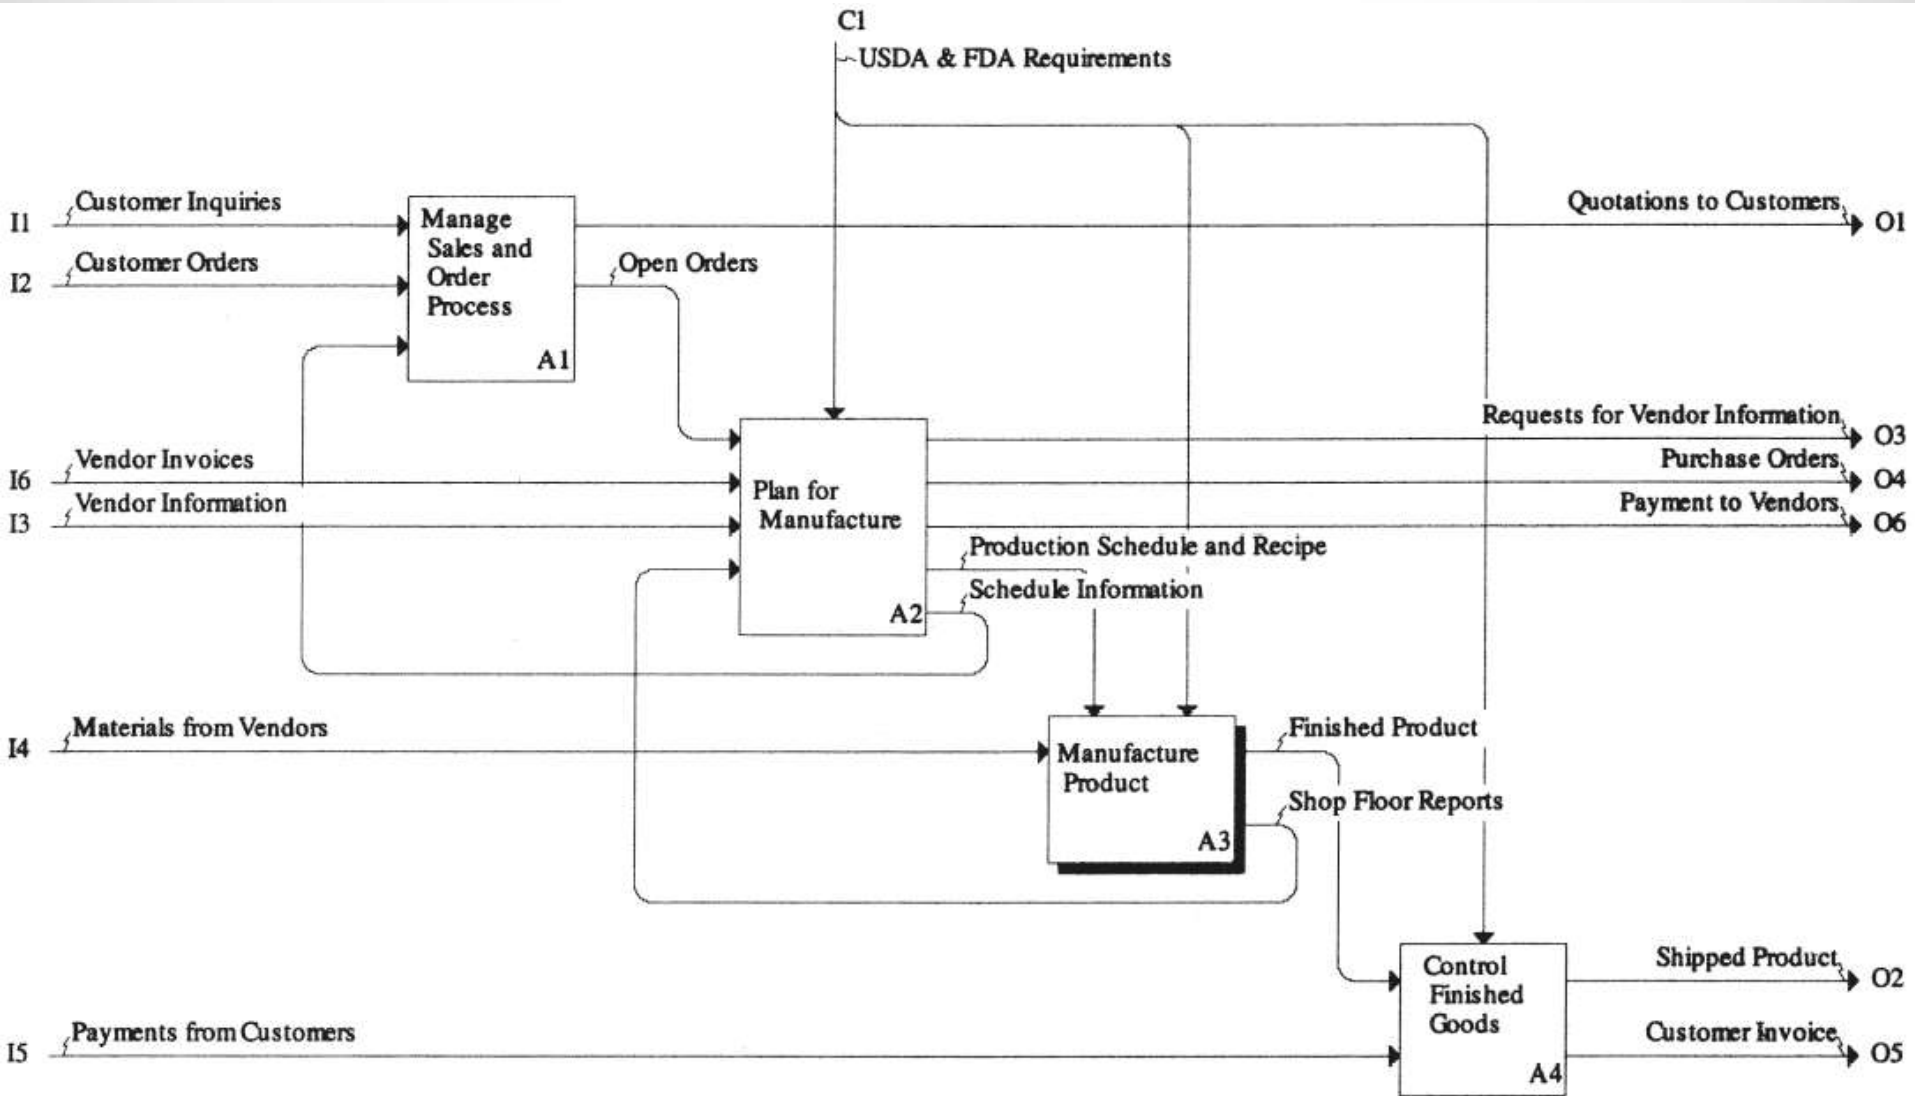 C1
USDA & FDA Requirements
I1
Customer Inquiries
I2
Customer Orders
Manage
Sales and
Order
Process
A1
Open Orders
Quotations to Customers
O1
I6
Vendor Invoices
I3
Vendor Information
Plan for
Manufacture
A2
Requests for Vendor Information
O3
Purchase Orders
O4
Payment to Vendors
O6
Production Schedule and Recipe
Schedule Information
I4
Materials from Vendors
Manufacture
Product
A3
Finished Product
Shop Floor Reports
I5
Payments from Customers
Control
Finished
Goods
A4
Shipped Product
O2
Customer Invoice
O5